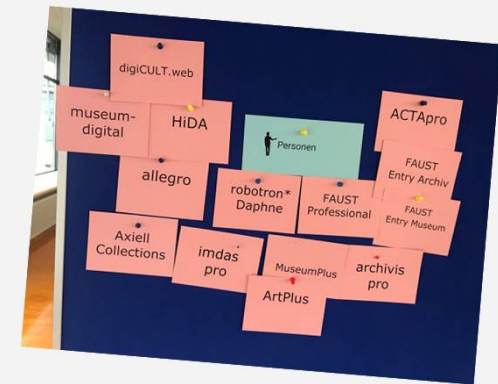 digiCULT.web
museum-
digital
HiDA
ACTApro
Personen
allegro
FAUST
Entry Archiv
robotron*
Daphne
FAUST
Professional
FAUST
Entry Museum
Axiell
Collections
imdas
pro
MuseumPlus
archivis
pro
ArtPlus